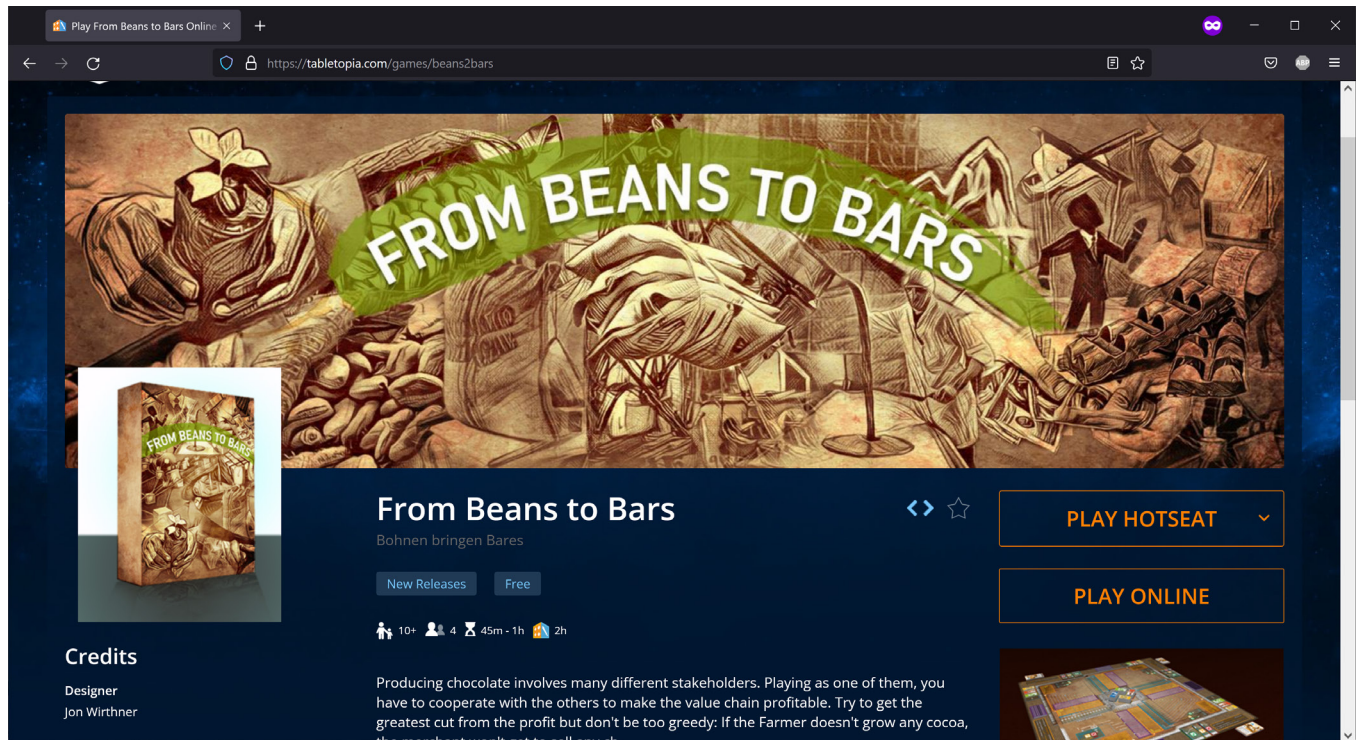 Play From Beans to Bars Online
https://tabletopia.com/games/beans2bars
ABP
FROM BEANS TO BARS
FROM BEANS TO BARS
From Beans to Bars
Bohnen bringen Bares
New Releases
Free
10+ 4 45m - 1h 2h
Producing chocolate involves many different stakeholders. Playing as one of them, you
have to cooperate with the others to make the value chain profitable. Try to get the
greatest cut from the profit but don't be too greedy: If the Farmer doesn't grow any cocoa,
PLAY HOTSEAT
PLAY ONLINE
Credits
Designer
Jon Wirthner